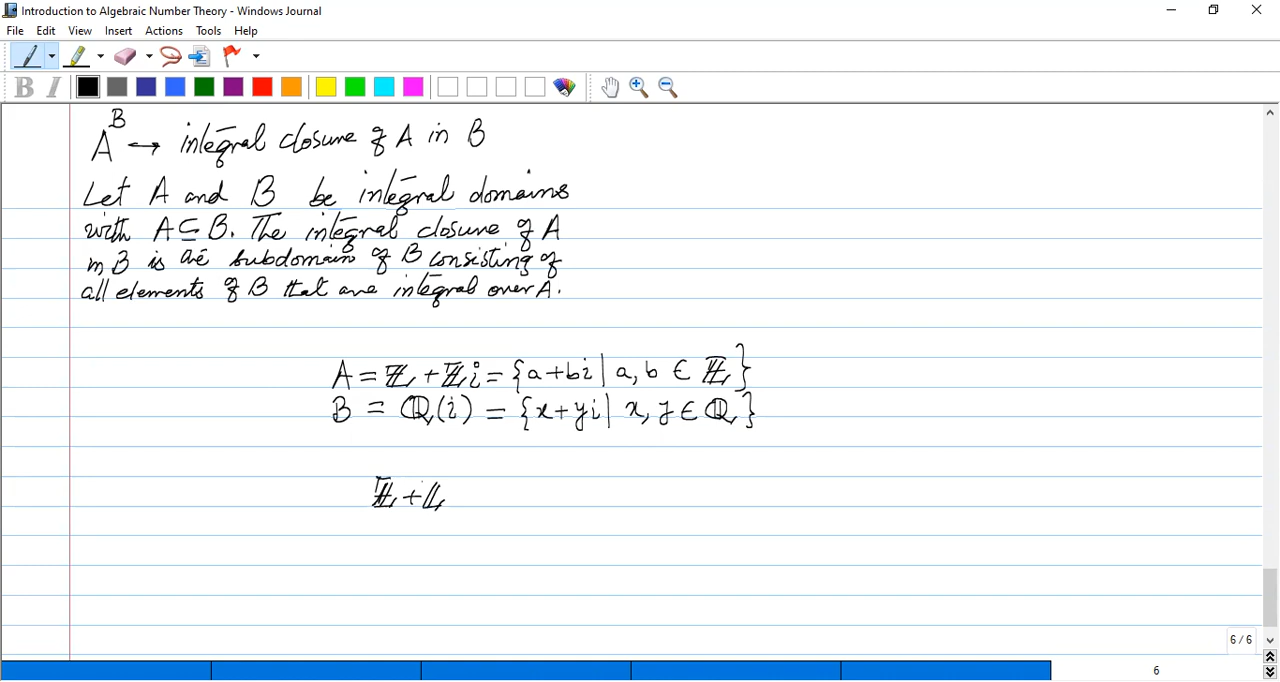 Introduction to Algebraic Number Theory - Windows Journal
File Edit View Insert Actions Tools Help
B I
A^B → integral closure of A in B
Let A and B be integral domains
with A ⊆ B. The integral closure of A
in B is the subdomain of B consisting of
all elements of B that are integral over A.
A = ℤ + ℤi = {a+bi | a, b ∈ ℤ}
B = ℚ(i) = {x+yi | x, y ∈ ℚ}
ℤ + ℤ
6 / 6
6